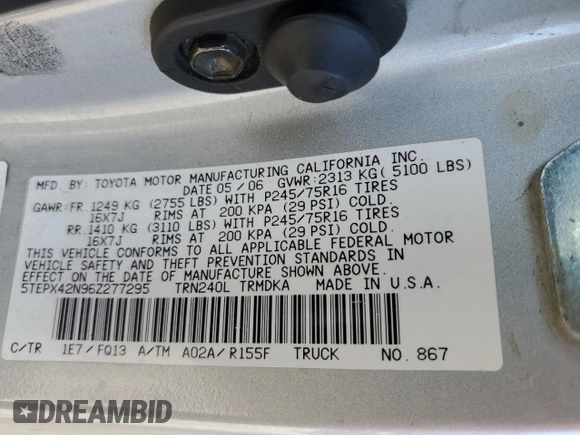 MFD. BY: TOYOTA MOTOR MANUFACTURING CALIFORNIA INC.
DATE 05 / 06 GVWR: 2313 KG ( 5100 LBS)
GAWR: FR. 1249 KG (2755 LBS) WITH P245/75R16 TIRES
16X7J RIMS AT 200 KPA (29 PSI) COLD.
RR. 1410 KG (3110 LBS) WITH P245/75R16 TIRES
16X7J RIMS AT 200 KPA (29 PSI) COLD.
THIS VEHICLE CONFORMS TO ALL APPLICABLE FEDERAL MOTOR
VEHICLE SAFETY AND THEFT PREVENTION STANDARDS IN
EFFECT ON THE DATE OF MANUFACTURE SHOWN ABOVE.
5TEPX42N96Z277295 TRN240L TRMDKA MADE IN U.S.A.
C/TR 1E7 / FQ13 A/TM A02A/ R155F TRUCK NO. 867
DREAMBID